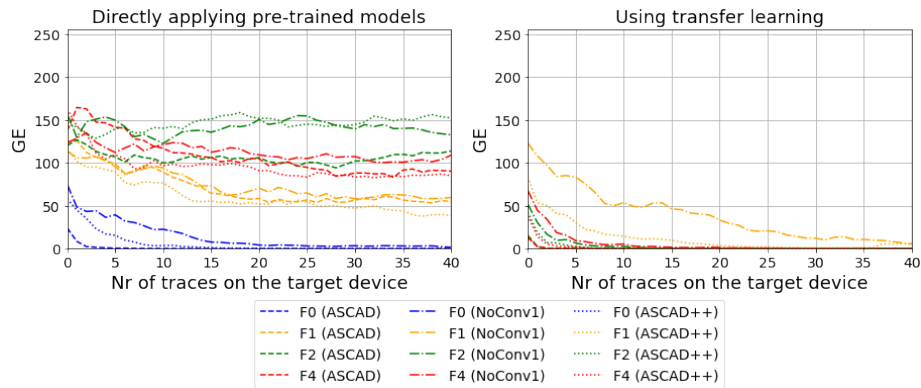 Directly applying pre-trained models
Using transfer learning
GE
250
200
150
100
50
0
0 5 10 15 20 25 30 35 40
Nr of traces on the target device
GE
250
200
150
100
50
0
0 5 10 15 20 25 30 35 40
Nr of traces on the target device
F0 (ASCAD) F0 (NoConv1) F0 (ASCAD++)
F1 (ASCAD) F1 (NoConv1) F1 (ASCAD++)
F2 (ASCAD) F2 (NoConv1) F2 (ASCAD++)
F4 (ASCAD) F4 (NoConv1) F4 (ASCAD++)